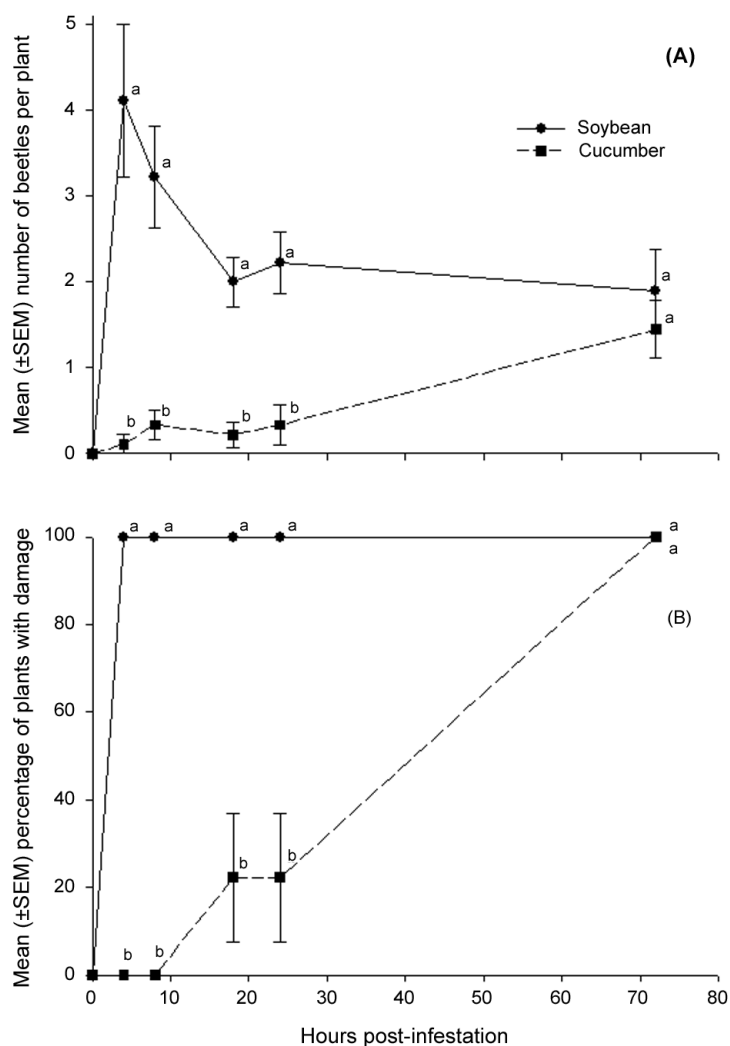 Mean (±SEM) number of beetles per plant
5
4
3
2
1
0
(A)
Soybean
Cucumber
a
a
a
a
a
b
b
b
b
a
Mean (±SEM) percentage of plants with damage
100
80
60
40
20
0
(B)
a
a
a
a
a
a
b
b
b
b
0 10 20 30 40 50 60 70 80
Hours post-infestation